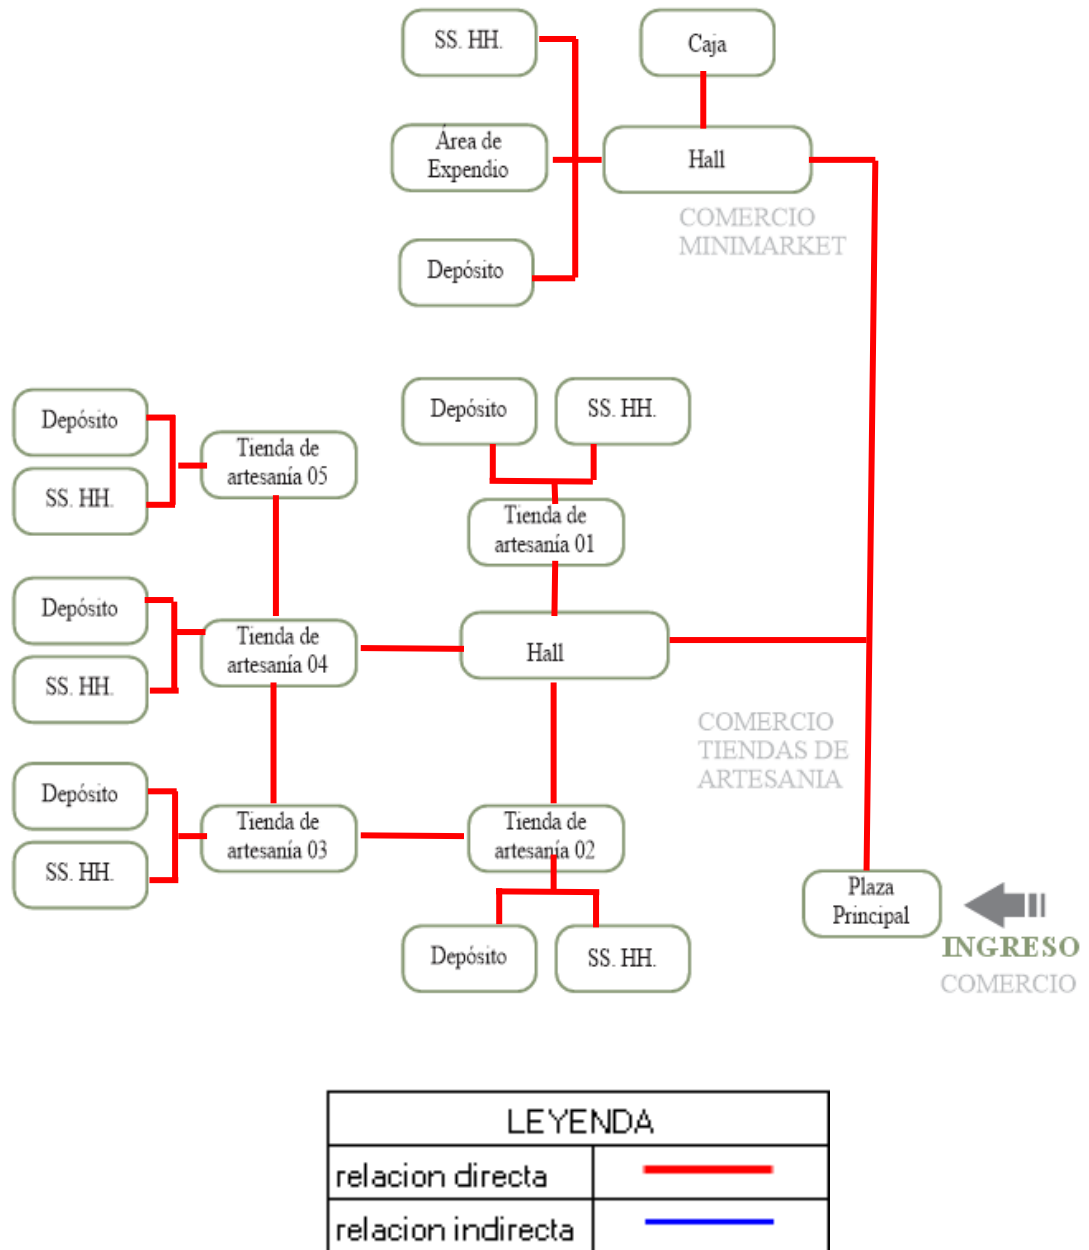 SS. HH.
Caja
Área de
Expendio
Hall
COMERCIO
MINIMARKET
Depósito
Depósito
SS. HH.
Depósito
SS. HH.
Tienda de
artesanía 05
Tienda de
artesanía 01
Depósito
SS. HH.
Tienda de
artesanía 04
Hall
COMERCIO
TIENDAS DE
ARTESANIA
Depósito
SS. HH.
Tienda de
artesanía 03
Tienda de
artesanía 02
Plaza
Principal
INGRESO
COMERCIO
Depósito
SS. HH.
LEYENDA
relacion directa
relacion indirecta